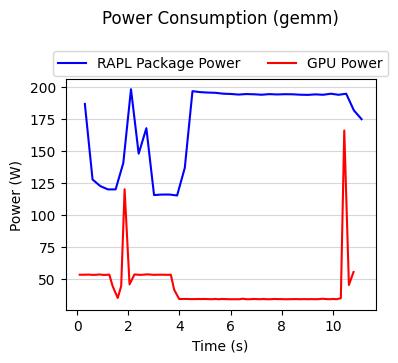 Power Consumption (gemm)
RAPL Package Power
GPU Power
200
175
150
125
100
75
50
Power (W)
0
2
4
6
8
10
Time (s)